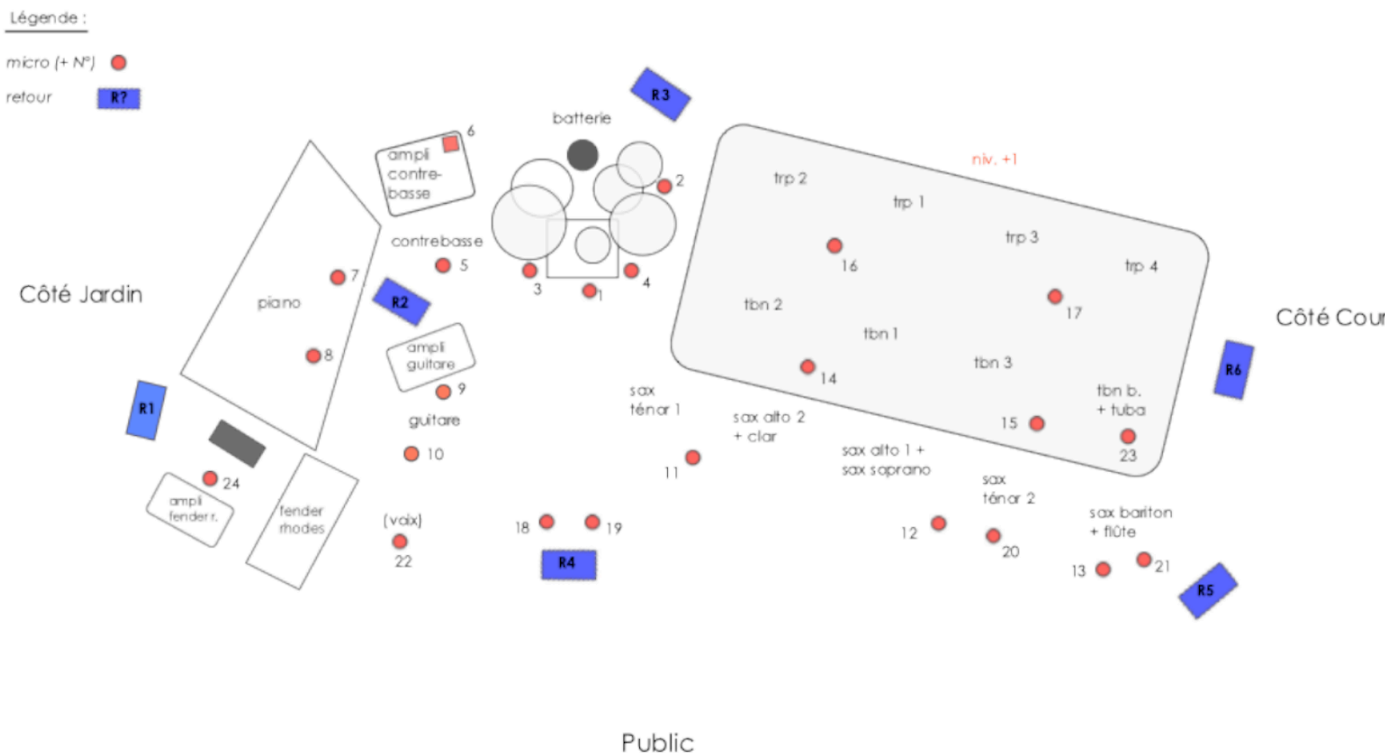 Légende :
micro (+ N°)
retour
R?
R3
batterie
6
ampli
contre-
basse
niv. +1
trp 2
2
trp 1
trp 3
contrebasse
5
16
trp 4
Côté Jardin
7
piano
R2
3
1
4
tbn 2
17
Côté Cour
ampli
guitare
8
tbn 1
tbn 3
R6
14
9
sax
ténor 1
tbn b.
+ tuba
R1
guitare
sax alto 2
+ clar
15
23
10
sax alto 1 +
sax soprano
11
24
sax
ténor 2
ampli
fender r.
fender
rhodes
(voix)
22
18
19
12
20
sax bariton
+ flûte
R4
13
21
R5
Public